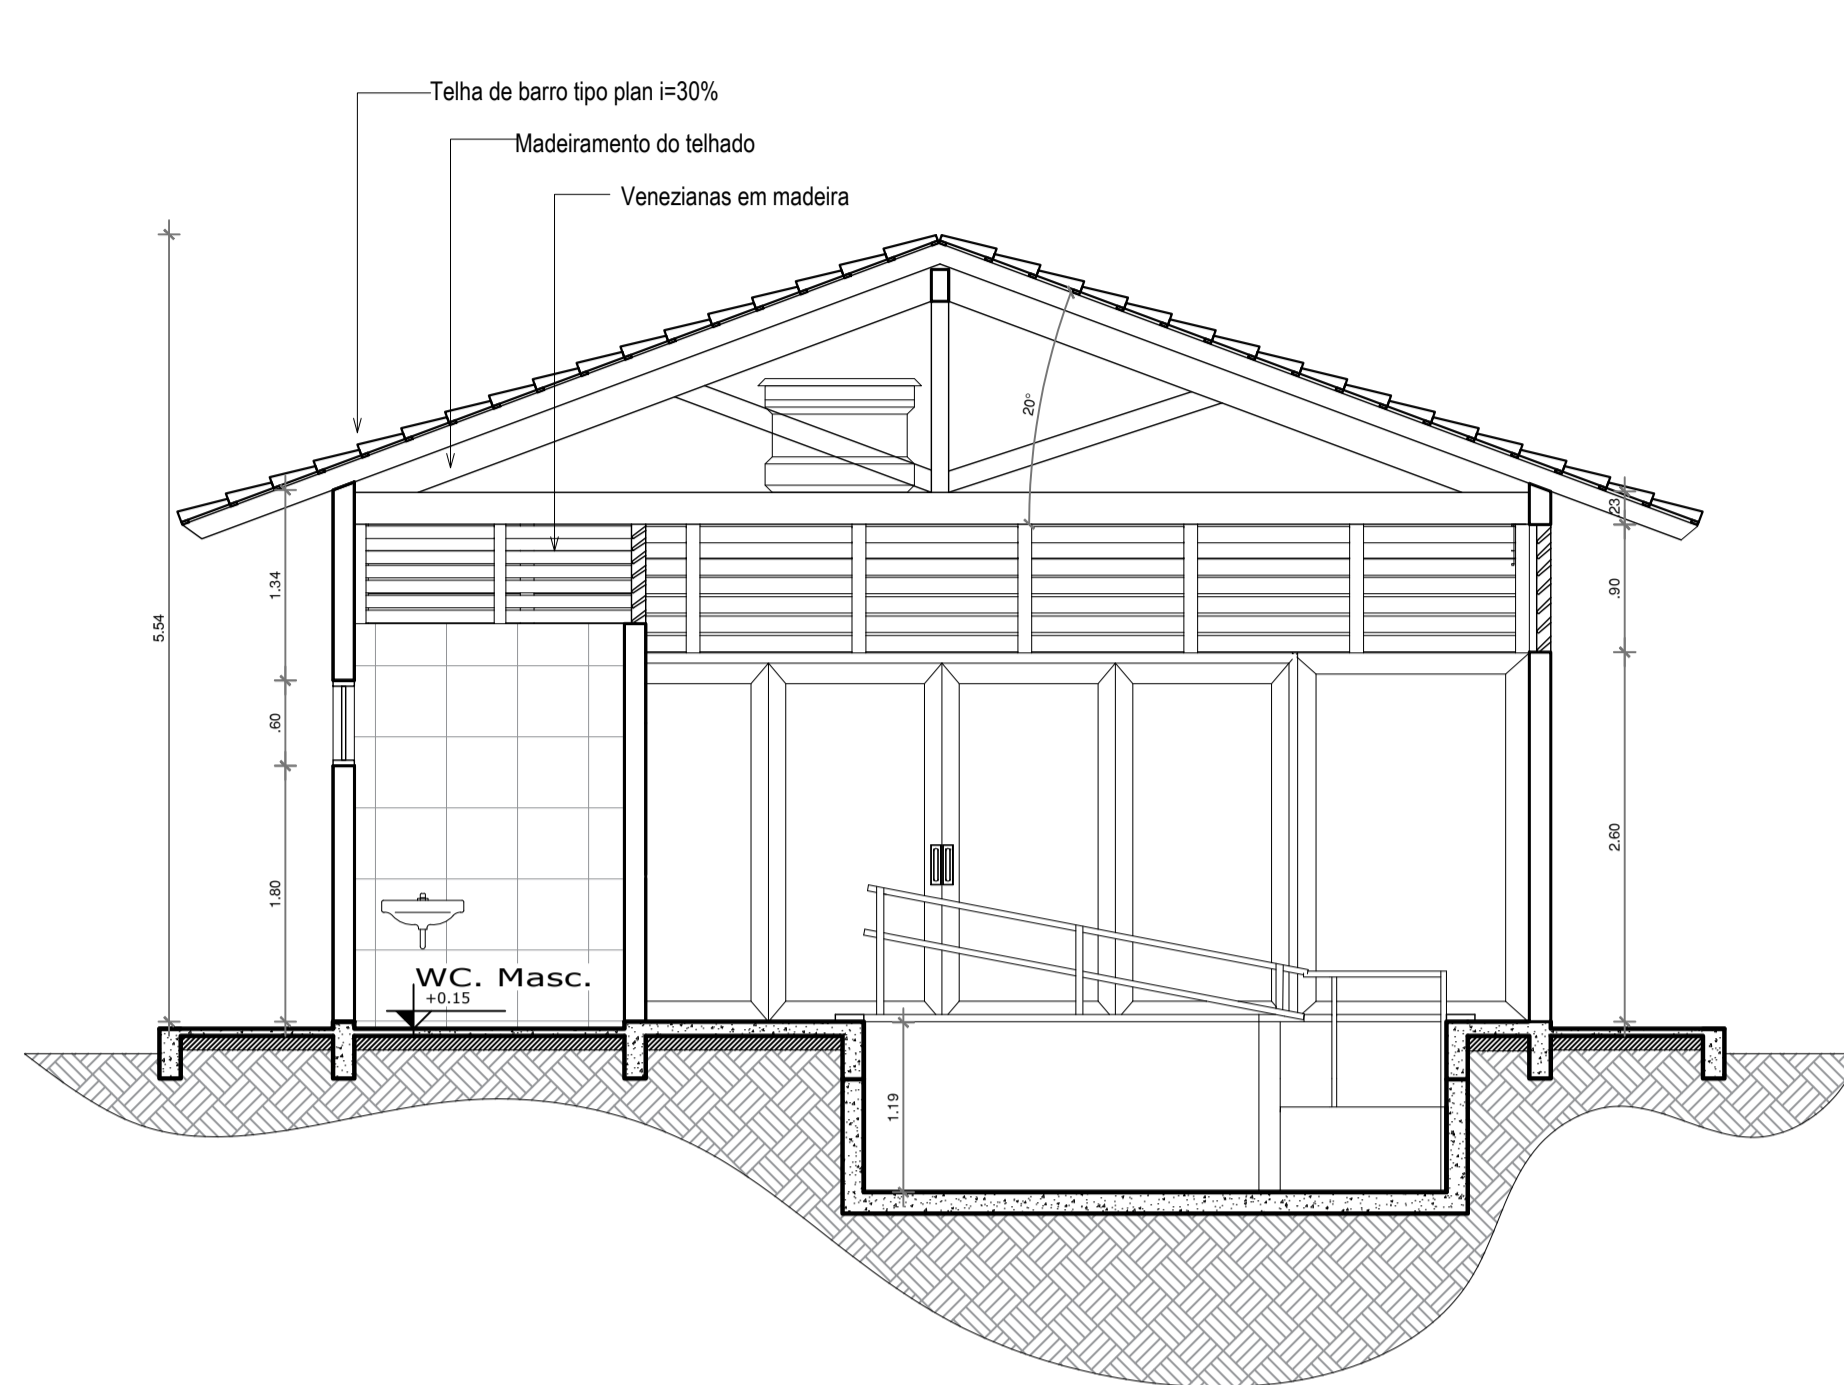 Telha de barro tipo plan i=30%
Madeiramento do telhado
Venezianas em madeira
20°
.23
1.34
.90
5.54
.60
2.60
1.80
WC. Masc.
+0.15
1.19